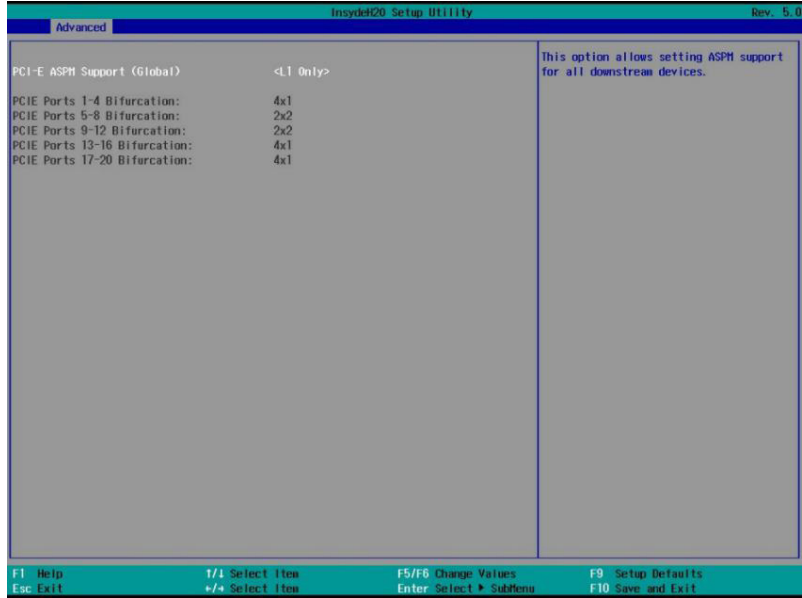 InsydeH20 Setup Utility Rev. 5.0
Advanced
PCI-E ASPM Support (Global) <L1 Only>
This option allows setting ASPM support
for all downstream devices.
PCIE Ports 1-4 Bifurcation: 4x1
PCIE Ports 5-8 Bifurcation: 2x2
PCIE Ports 9-12 Bifurcation: 2x2
PCIE Ports 13-16 Bifurcation: 4x1
PCIE Ports 17-20 Bifurcation: 4x1
F1 Help ↑/↓ Select Item F5/F6 Change Values F9 Setup Defaults
Esc Exit ←/→ Select Item Enter Select ▶ SubMenu F10 Save and Exit